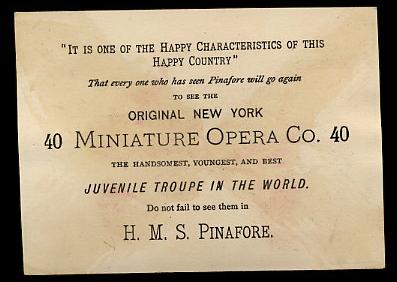 "It is one of the Happy Characteristics of this
Happy Country"
That every one who has seen Pinafore will go again
TO SEE THE
ORIGINAL NEW YORK
40 Miniature Opera Co. 40
THE HANDSOMEST, YOUNGEST, AND BEST
JUVENILE TROUPE IN THE WORLD.
Do not fail to see them in
H. M. S. Pinafore.